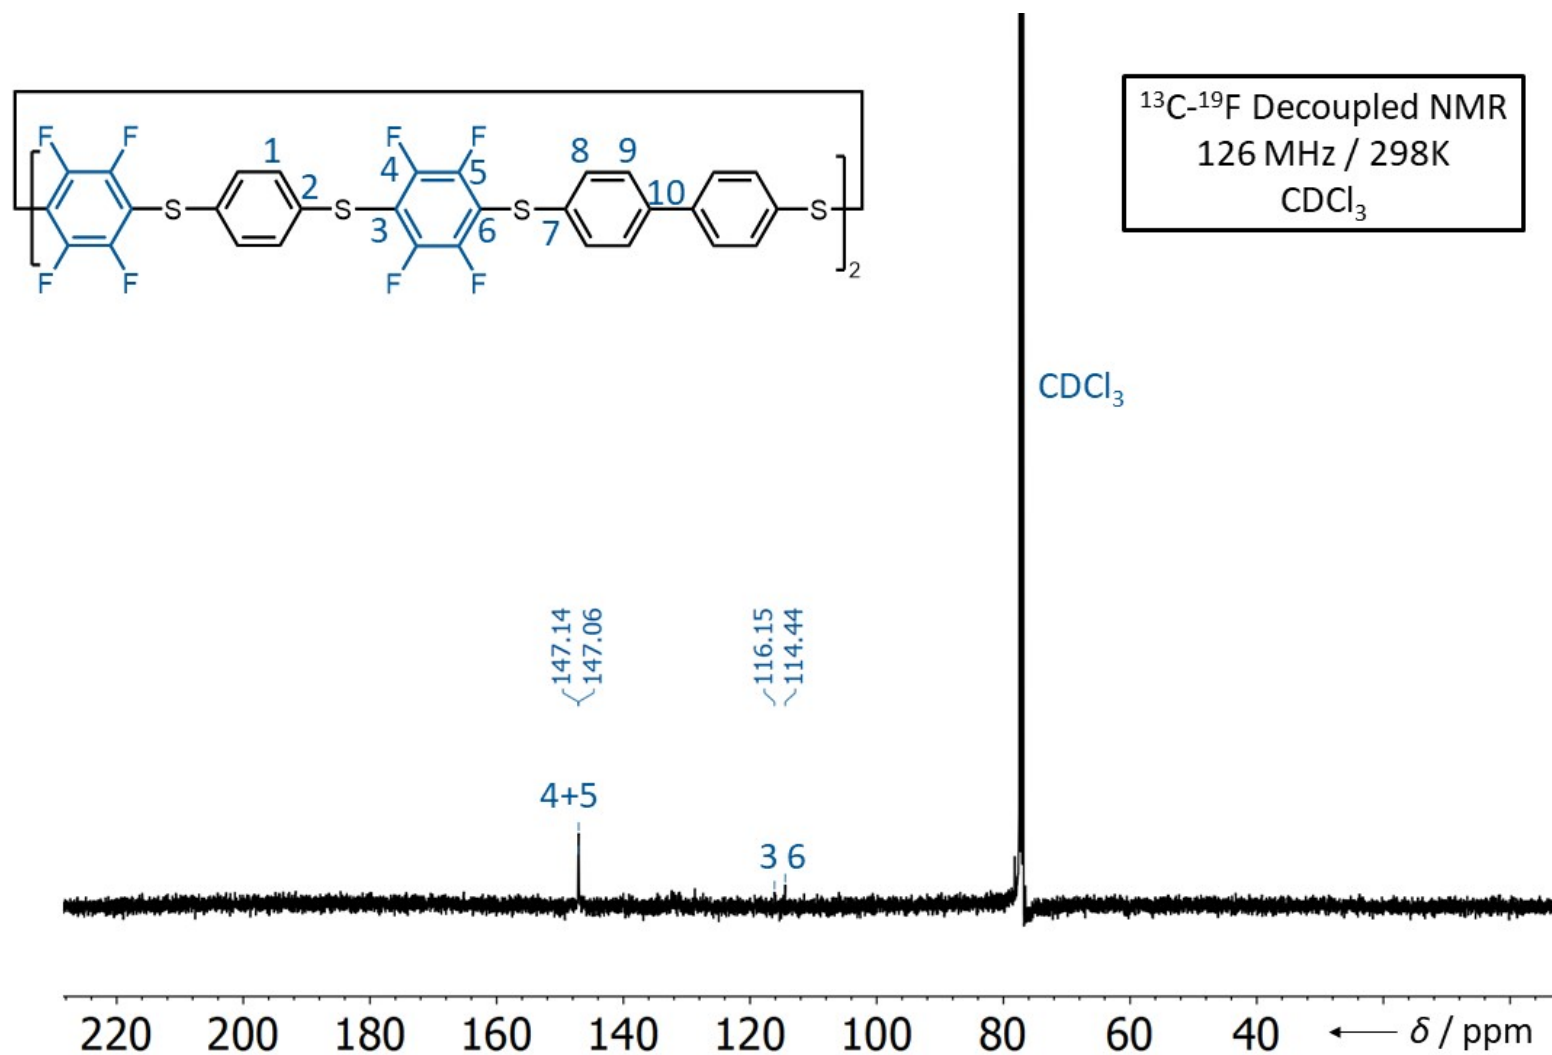 F F
F F
1
2
S
S
F F
4 5
3 6
F F
S
7
8 9
10
S
2
¹³C-¹⁹F Decoupled NMR
126 MHz / 298K
CDCl₃
CDCl₃
147.14
147.06
116.15
114.44
4+5
3 6
220 200 180 160 140 120 100 80 60 40 ← δ / ppm